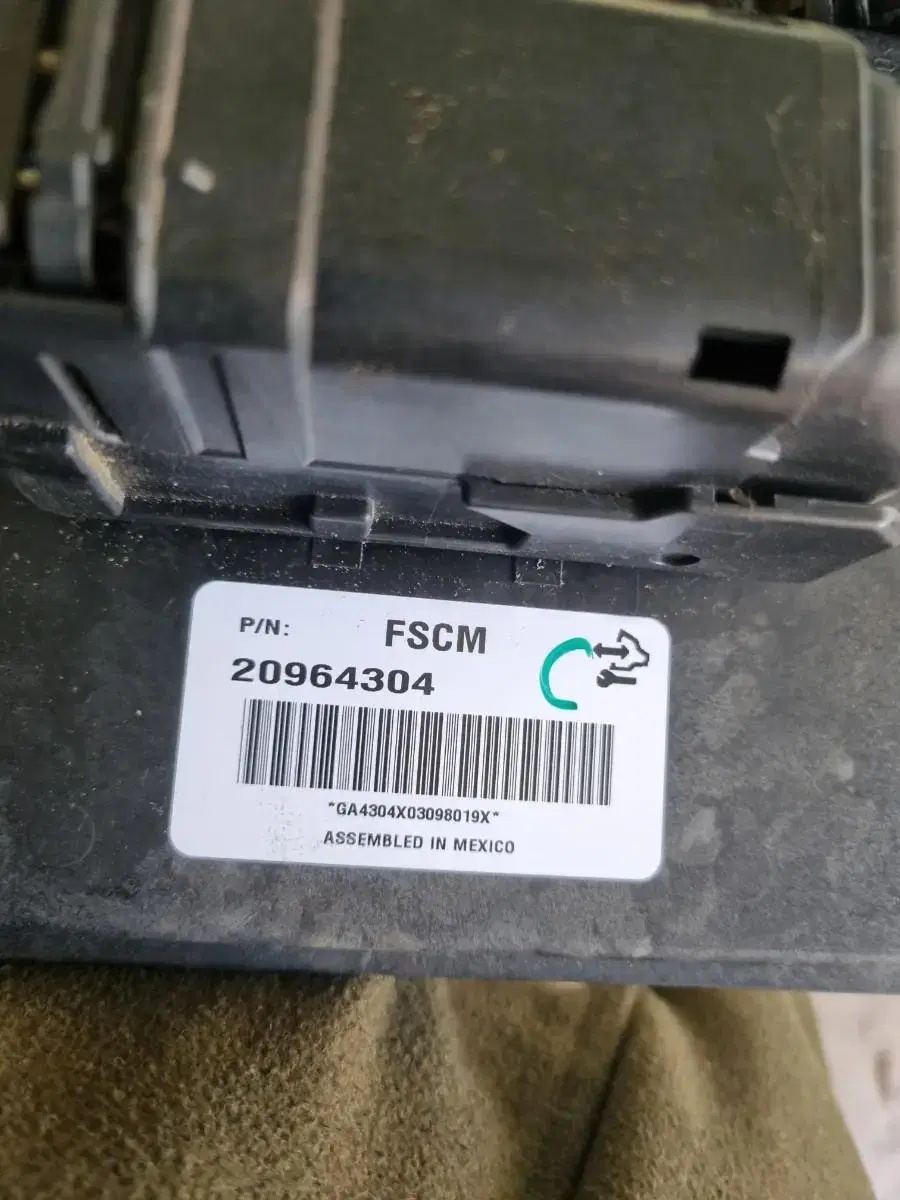 P/N:
FSCM
20964304
*GA4304X03098019X*
ASSEMBLED IN MEXICO